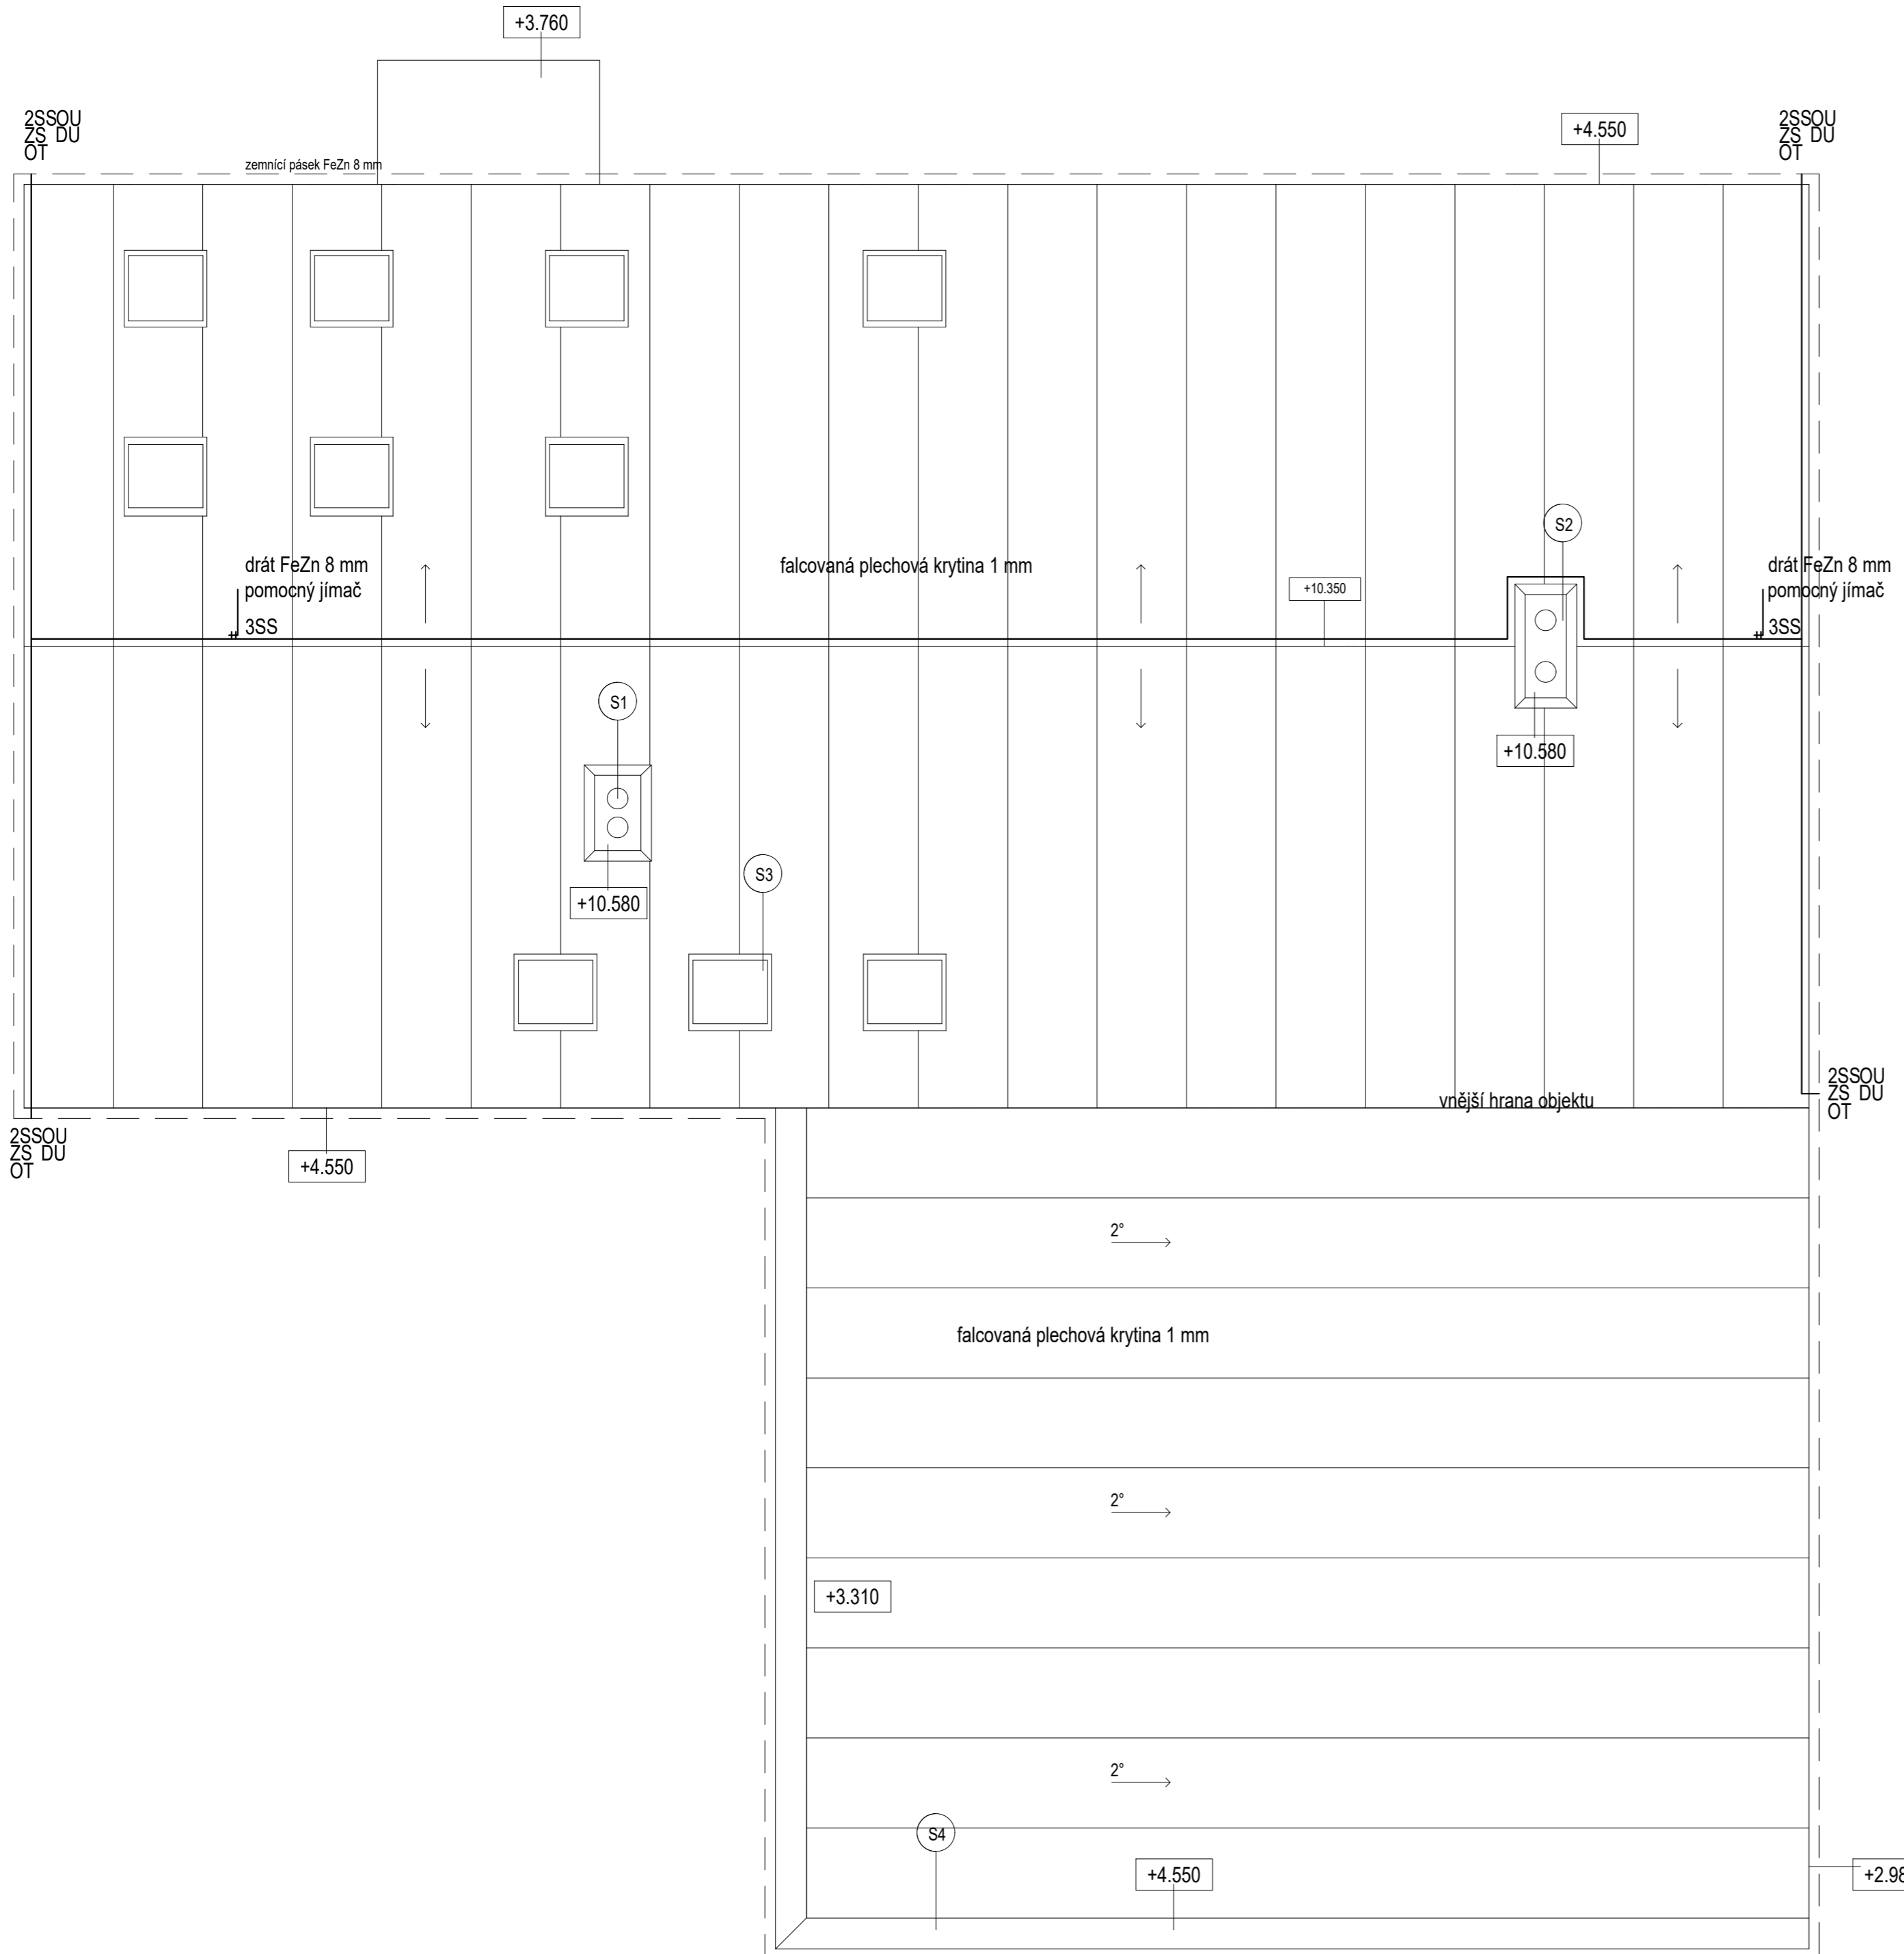 +3.760
2SSOU
ZS DU
OT
zemnící pásek FeZn 8 mm
+4.550
2SSOU
ZS DU
OT
drát FeZn 8 mm
pomocný jímač
3SS
falcovaná plechová krytina 1 mm
+10.350
S2
drát FeZn 8 mm
pomocný jímač
3SS
S1
+10.580
S3
+10.580
vnější hrana objektu
2SSOU
ZS DU
OT
2SSOU
ZS DU
OT
+4.550
2°
falcovaná plechová krytina 1 mm
2°
+3.310
2°
S4
+4.550
+2.98